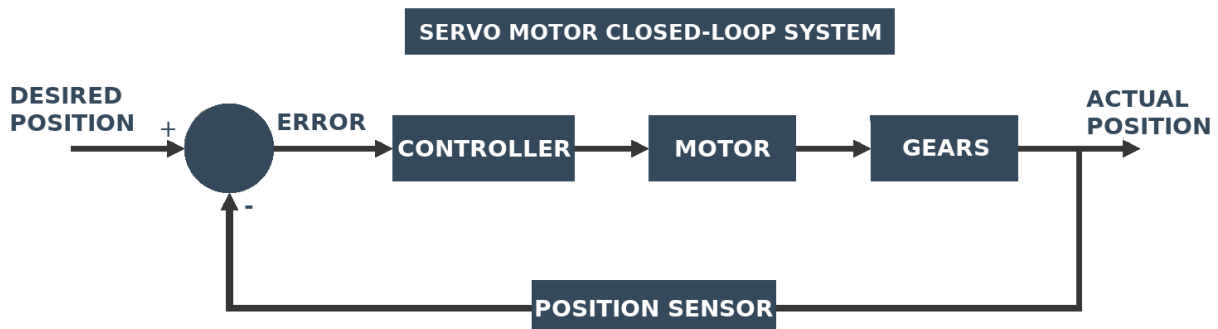 SERVO MOTOR CLOSED-LOOP SYSTEM
DESIRED
POSITION
+
ERROR
CONTROLLER
MOTOR
GEARS
ACTUAL
POSITION
-
POSITION SENSOR